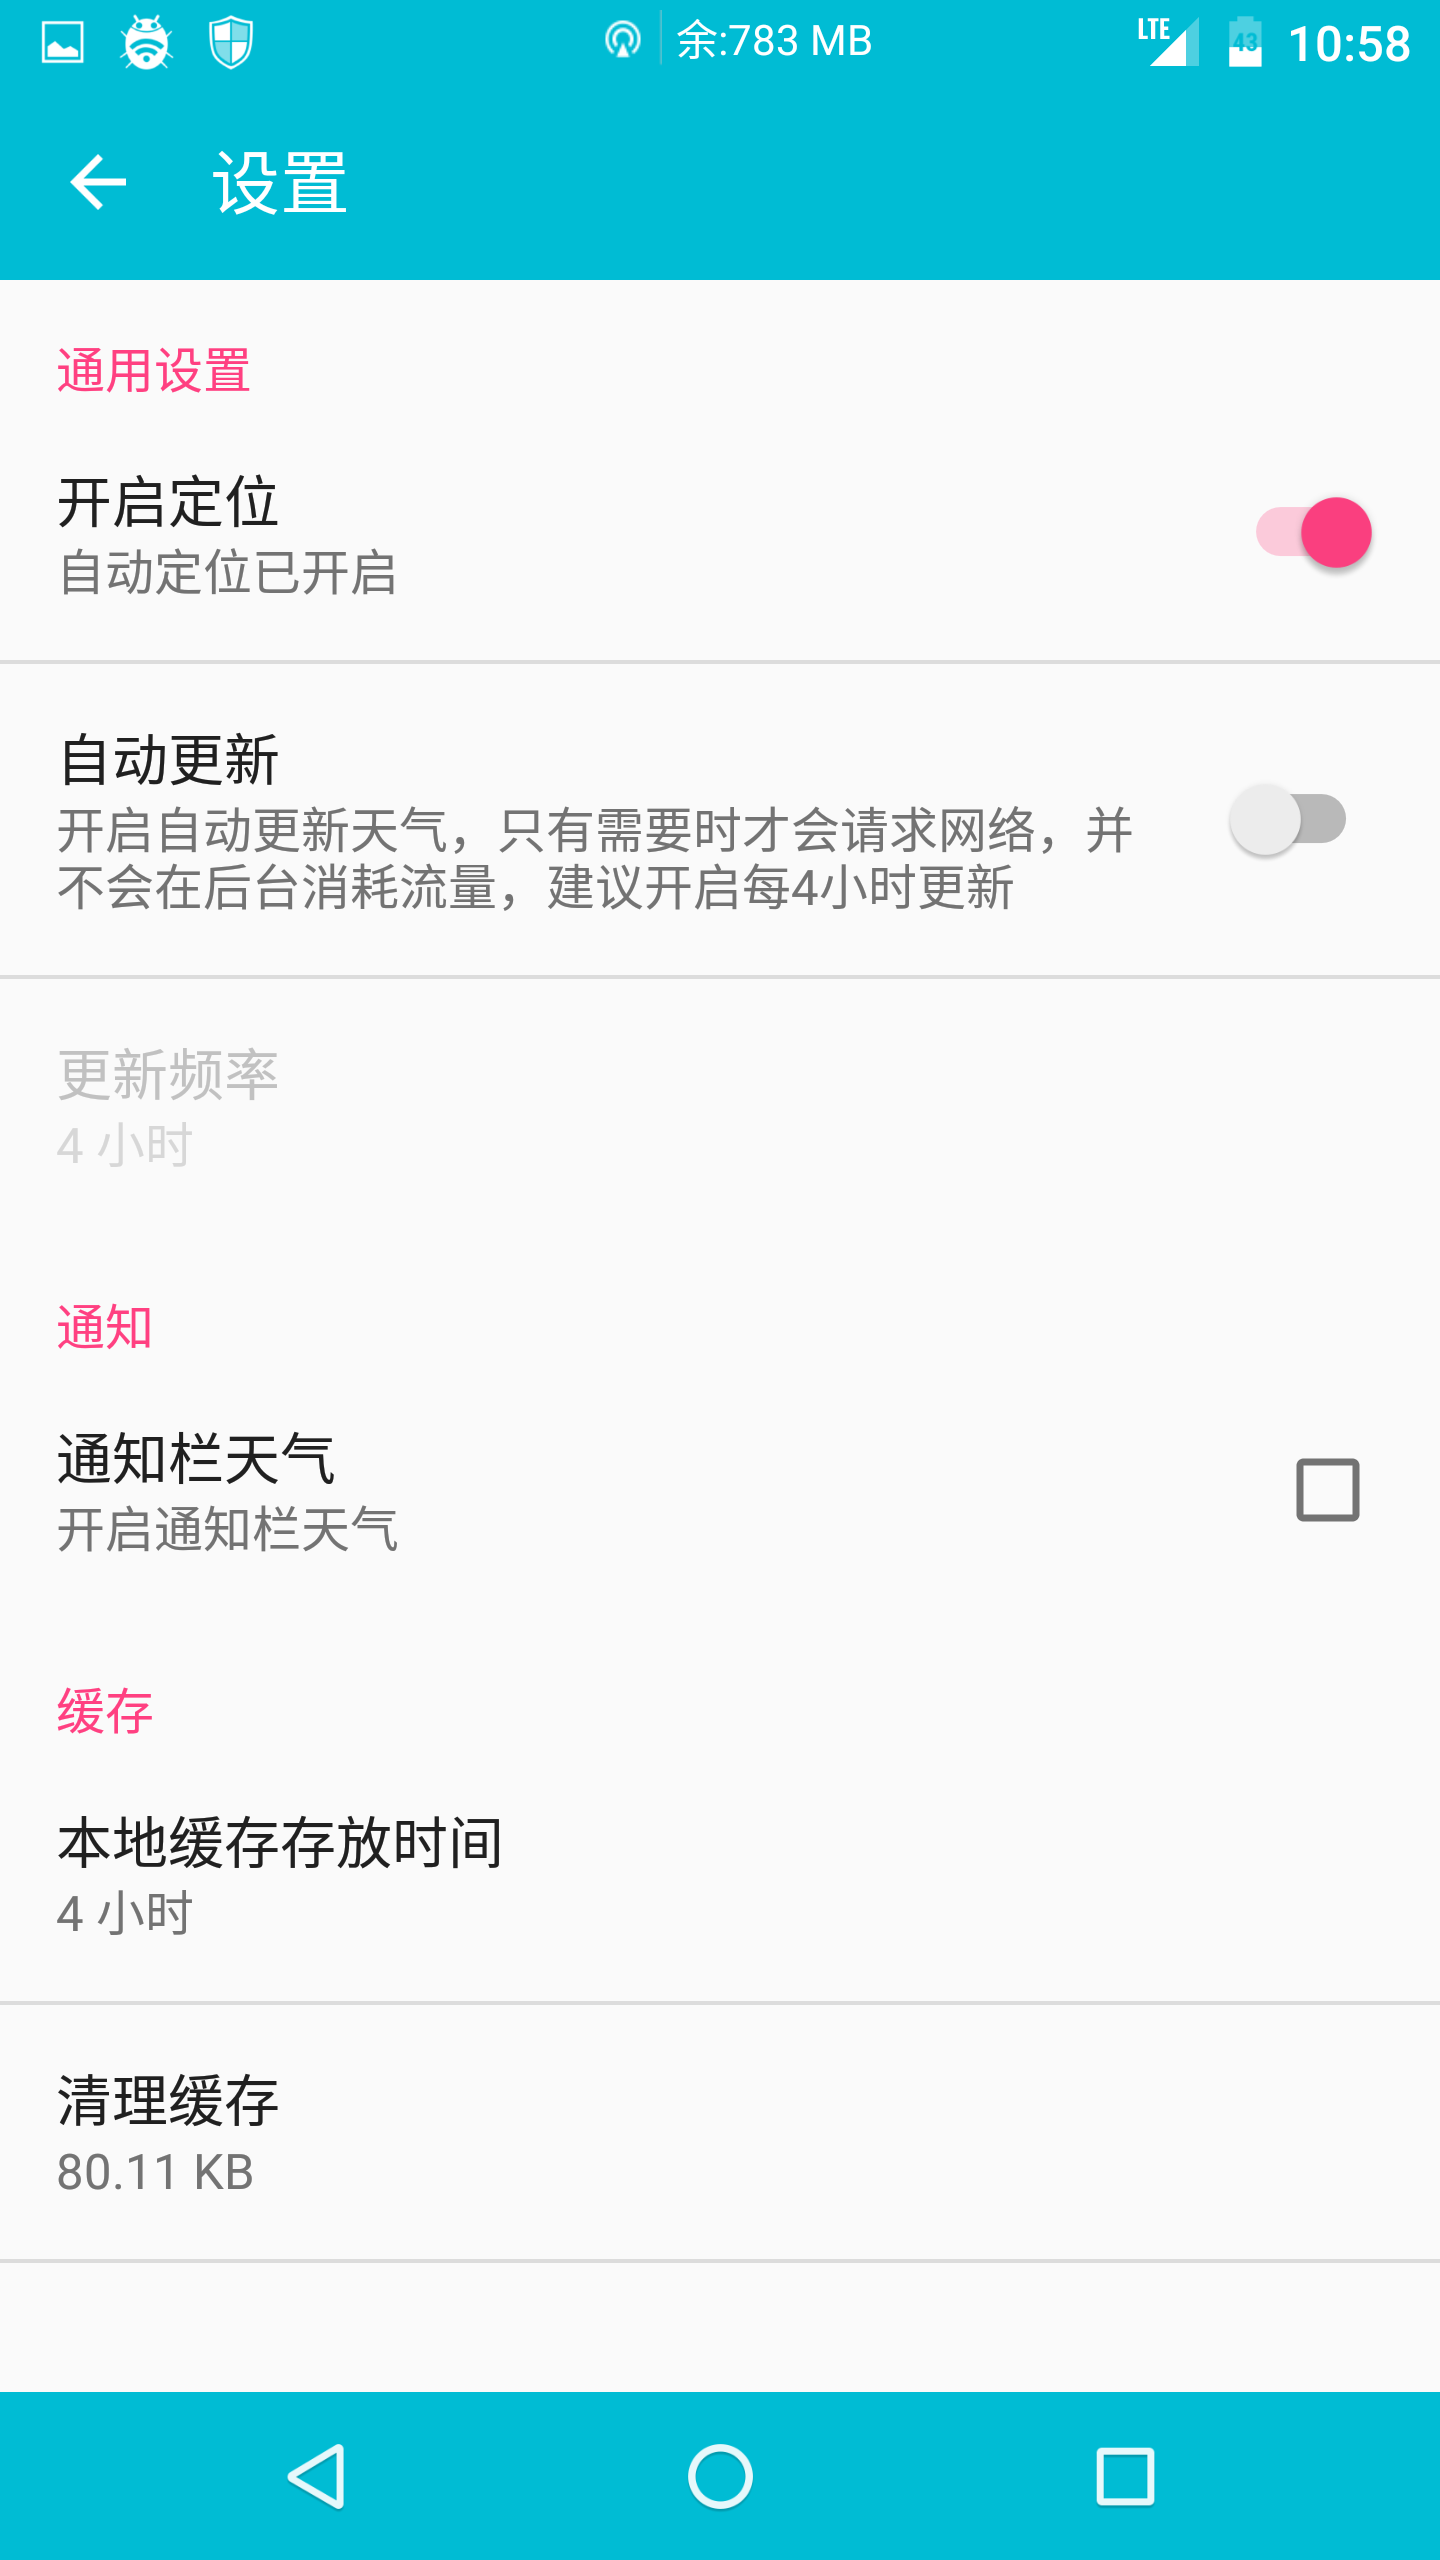 余:783 MB
LTE
43
10:58
设置
通用设置
开启定位
自动定位已开启
自动更新
开启自动更新天气，只有需要时才会请求网络，并
不会在后台消耗流量，建议开启每4小时更新
更新频率
4 小时
通知
通知栏天气
开启通知栏天气
缓存
本地缓存存放时间
4 小时
清理缓存
80.11 KB